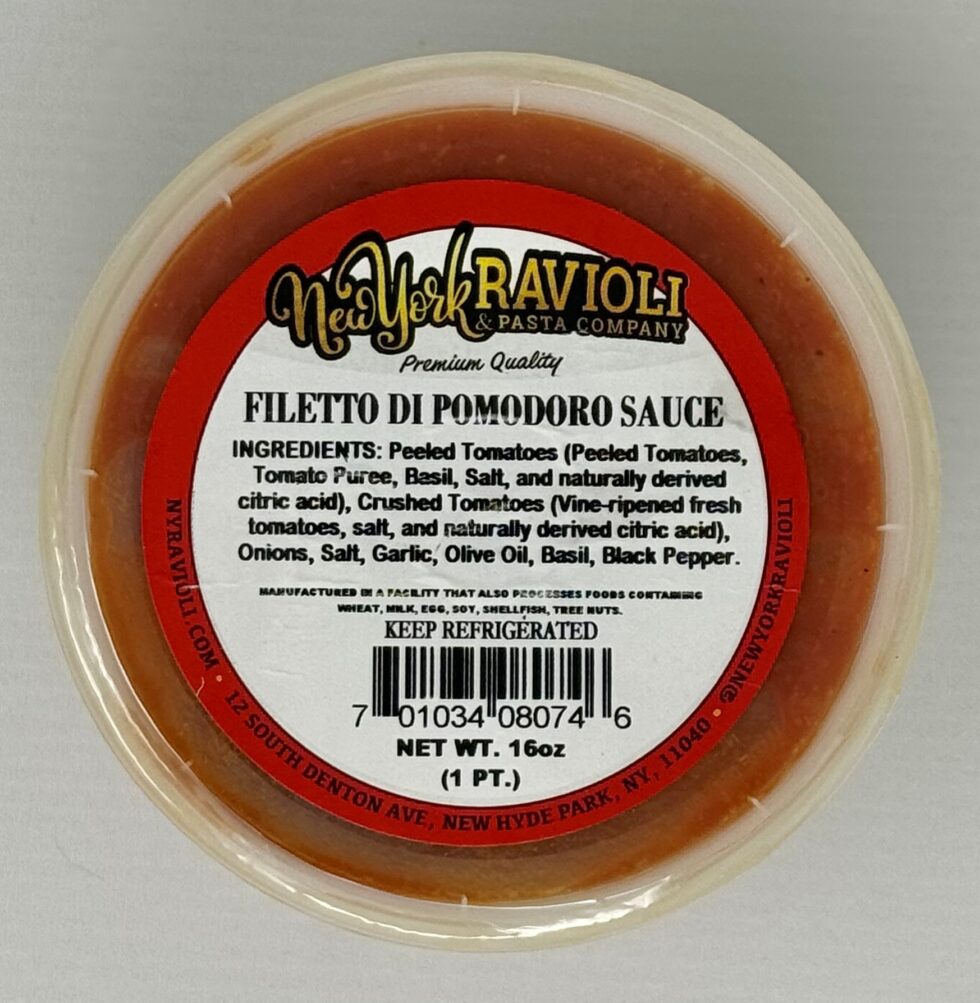 New York RAVIOLI
& PASTA COMPANY
Premium Quality
FILETTO DI POMODORO SAUCE
INGREDIENTS: Peeled Tomatoes (Peeled Tomatoes,
Tomato Puree, Basil, Salt, and naturally derived
citric acid), Crushed Tomatoes (Vine-ripened fresh
tomatoes, salt, and naturally derived citric acid),
Onions, Salt, Garlic, Olive Oil, Basil, Black Pepper.
MANUFACTURED IN A FACILITY THAT ALSO PROCESSES FOODS CONTAINING
WHEAT, MILK, EGG, SOY, SHELLFISH, TREE NUTS.
KEEP REFRIGERATED
7 01034 08074 6
NET WT. 16oz
(1 PT.)
NYRAVIOLI.COM • 12 SOUTH DENTON AVE, NEW HYDE PARK, NY, 11040 • @NEWYORKRAVIOLI